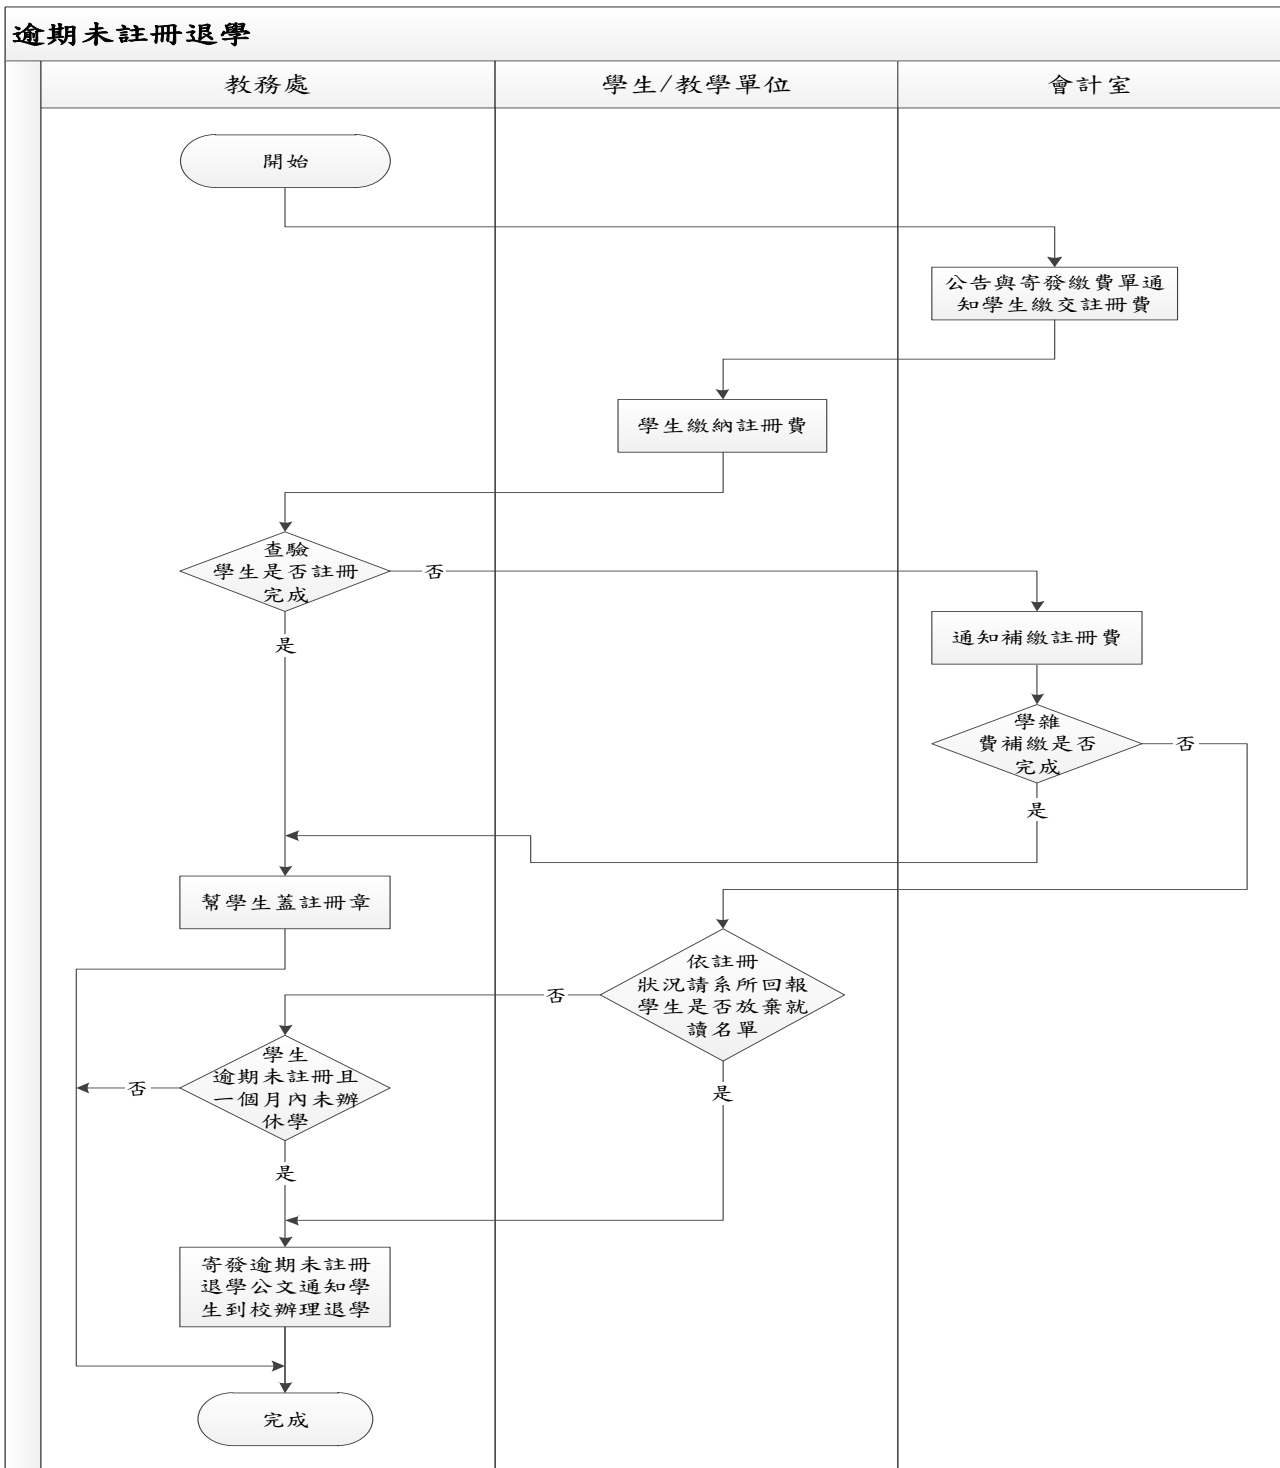 逾期未註冊退學
教務處
學生/教學單位
會計室
開始
公告與寄發繳費單通
知學生繳交註冊費
學生繳納註冊費
查驗
學生是否註冊
完成
否
是
通知補繳註冊費
學雜
費補繳是否
完成
否
是
幫學生蓋註冊章
依註冊
狀況請系所回報
學生是否放棄就
讀名單
否
是
學生
逾期未註冊且
一個月內未辦
休學
否
是
寄發逾期未註冊
退學公文通知學
生到校辦理退學
完成